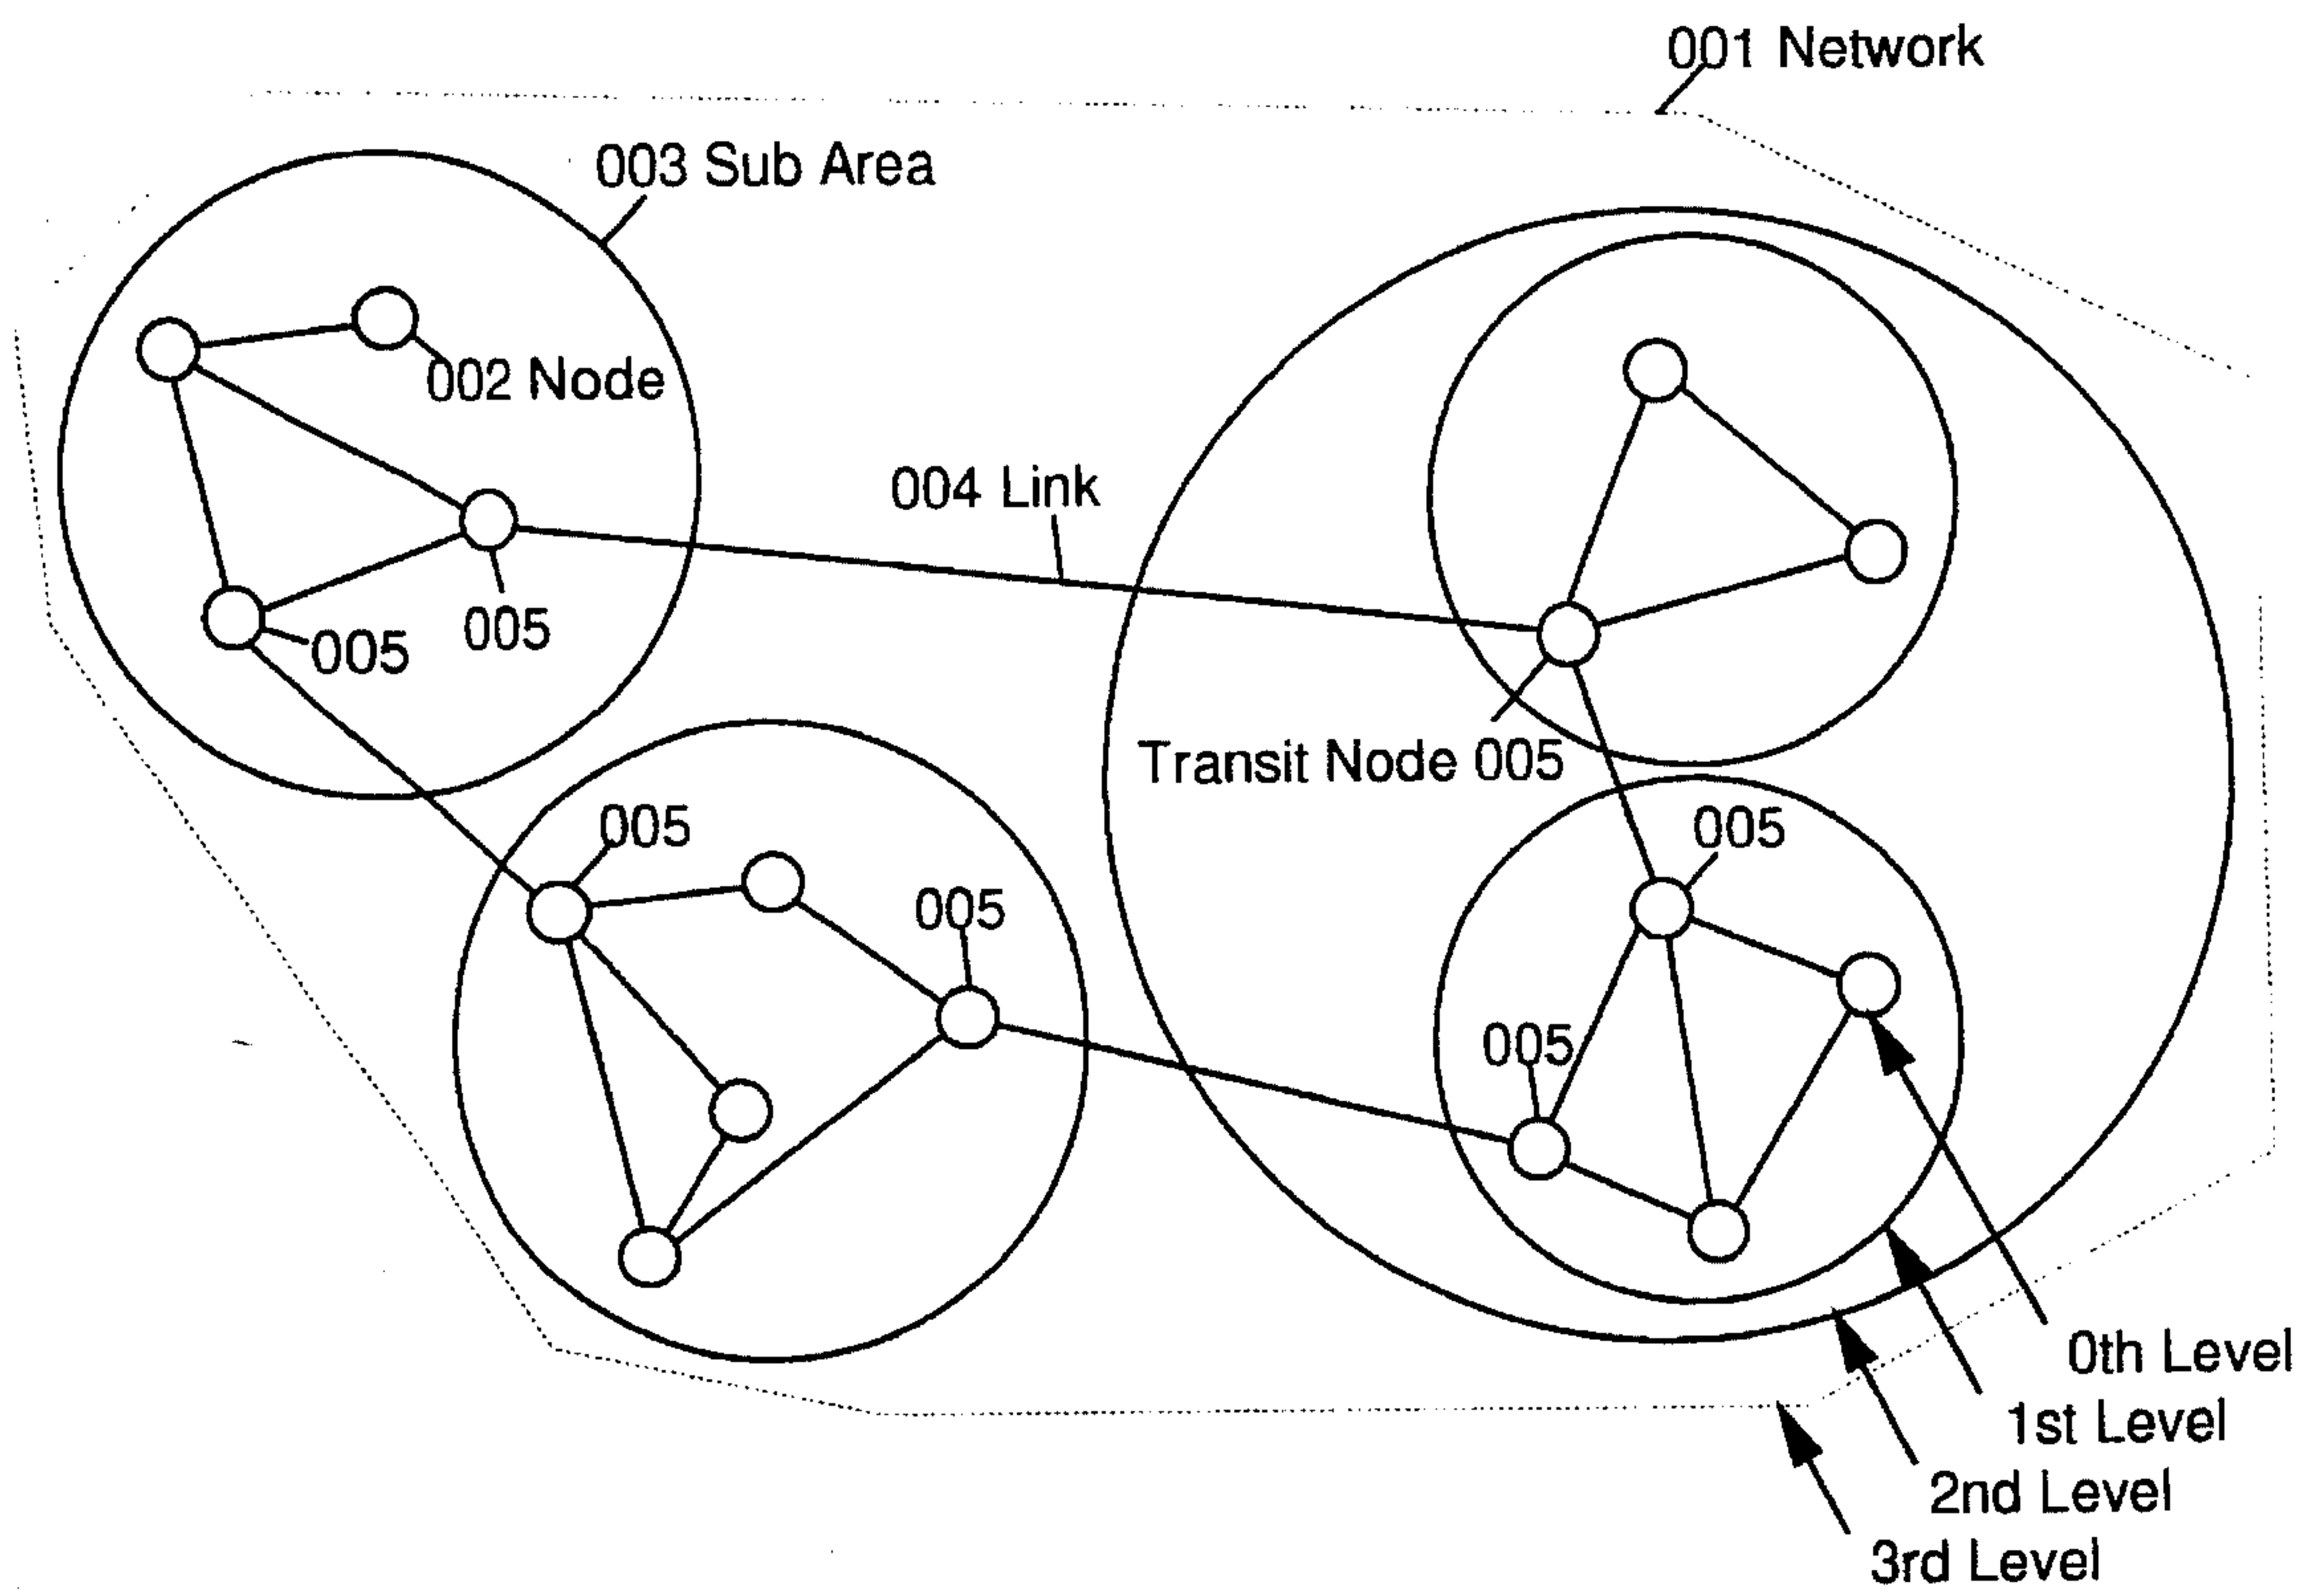 001 Network
003 Sub Area
002 Node
004 Link
005
005
Transit Node 005
005
005
005
005
0th Level
1st Level
2nd Level
3rd Level